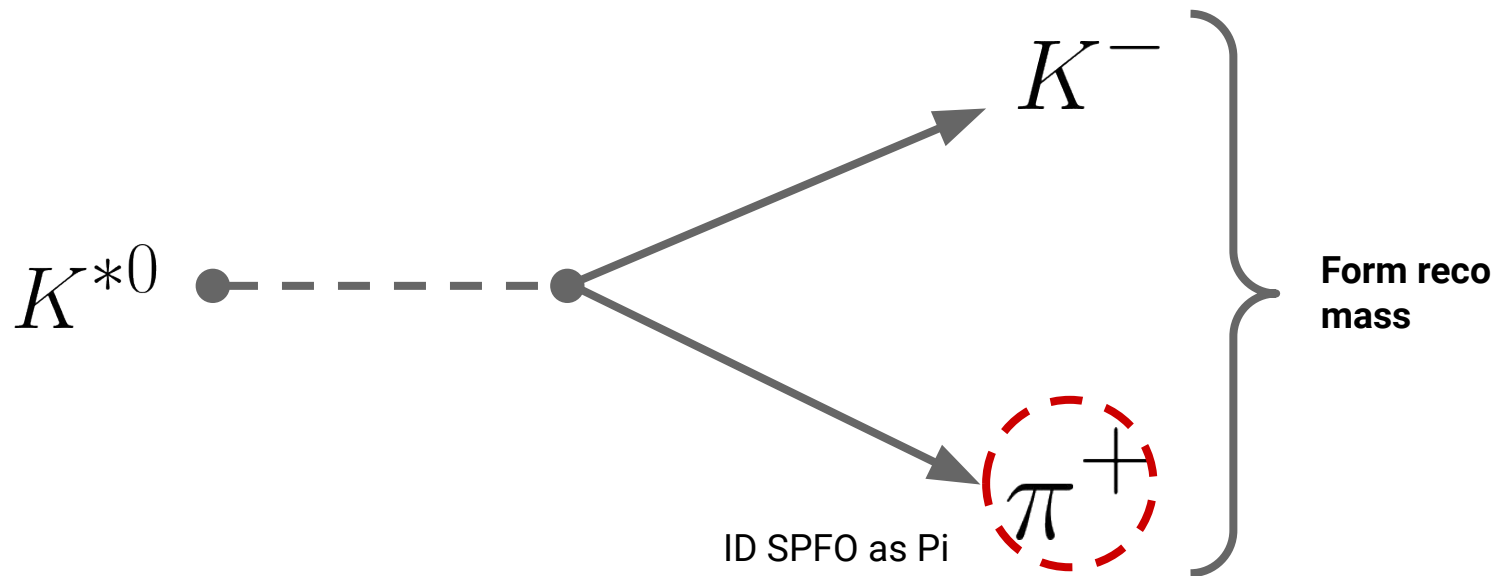 K⁻
K*⁰
Form reco
mass
π⁺
ID SPFO as Pi